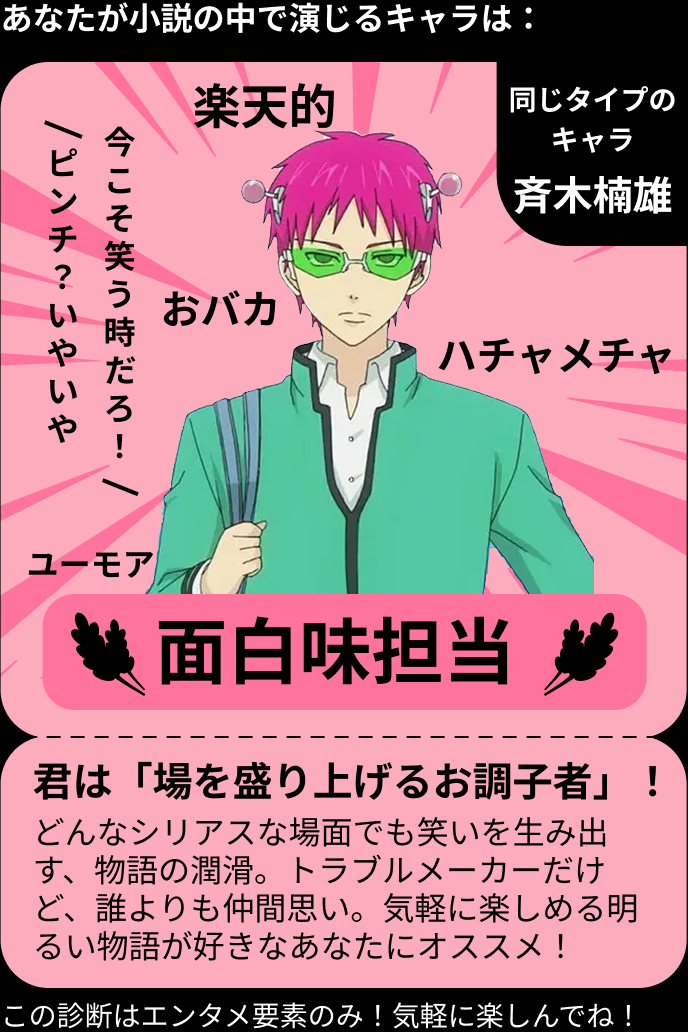 あなたが小説の中で演じるキャラは：
同じタイプの
キャラ
斉木楠雄
楽天的
＼ピンチ？いやいや
今こそ笑う時だろ！／
おバカ
ハチャメチャ
ユーモア
面白味担当
君は「場を盛り上げるお調子者」！
どんなシリアスな場面でも笑いを生み出
す、物語の潤滑。トラブルメーカーだけ
ど、誰よりも仲間思い。気軽に楽しめる明
るい物語が好きなあなたにオススメ！
この診断はエンタメ要素のみ！気軽に楽しんでね！